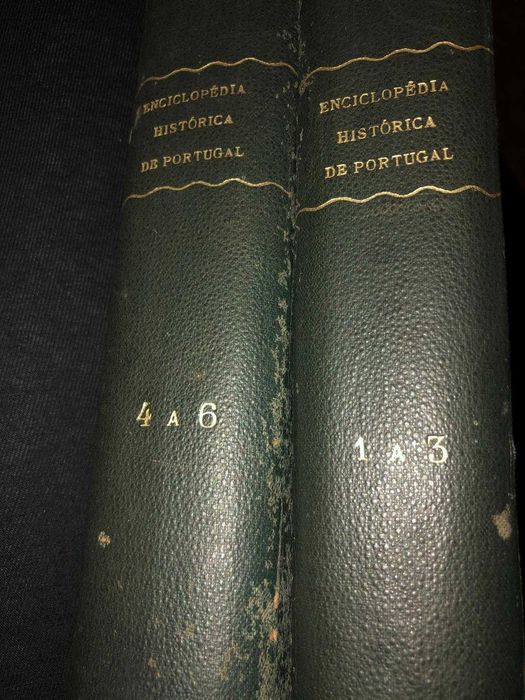 ENCICLOPÉDIA
HISTÓRICA
DE PORTUGAL
4 A 6
ENCICLOPÉDIA
HISTÓRICA
DE PORTUGAL
1 A 3